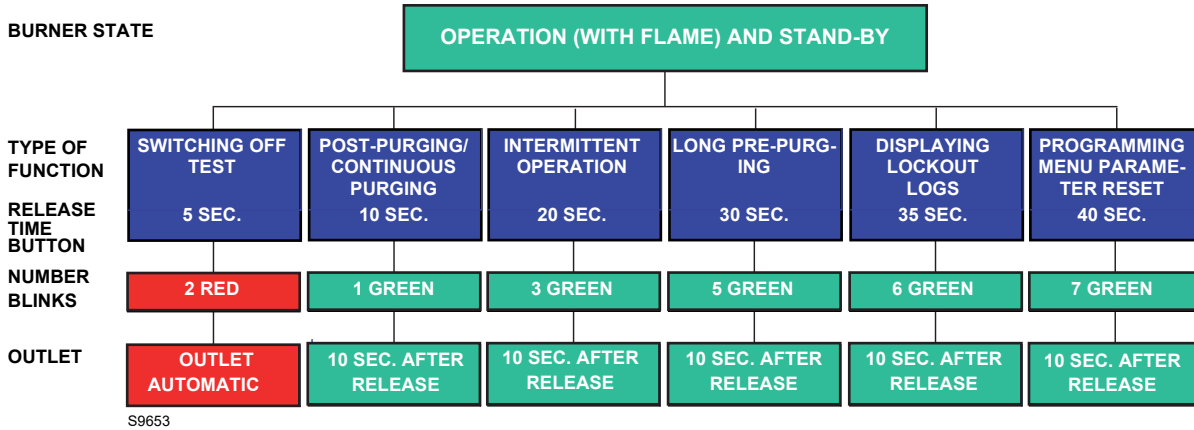 BURNER STATE
OPERATION (WITH FLAME) AND STAND-BY
TYPE OF
FUNCTION
SWITCHING OFF
TEST
POST-PURGING/
CONTINUOUS
PURGING
INTERMITTENT
OPERATION
LONG PRE-PURG-
ING
DISPLAYING
LOCKOUT
LOGS
PROGRAMMING
MENU PARAME-
TER RESET
RELEASE
TIME
BUTTON
5 SEC.
10 SEC.
20 SEC.
30 SEC.
35 SEC.
40 SEC.
NUMBER
BLINKS
2 RED
1 GREEN
3 GREEN
5 GREEN
6 GREEN
7 GREEN
OUTLET
OUTLET
AUTOMATIC
10 SEC. AFTER
RELEASE
10 SEC. AFTER
RELEASE
10 SEC. AFTER
RELEASE
10 SEC. AFTER
RELEASE
10 SEC. AFTER
RELEASE
S9653